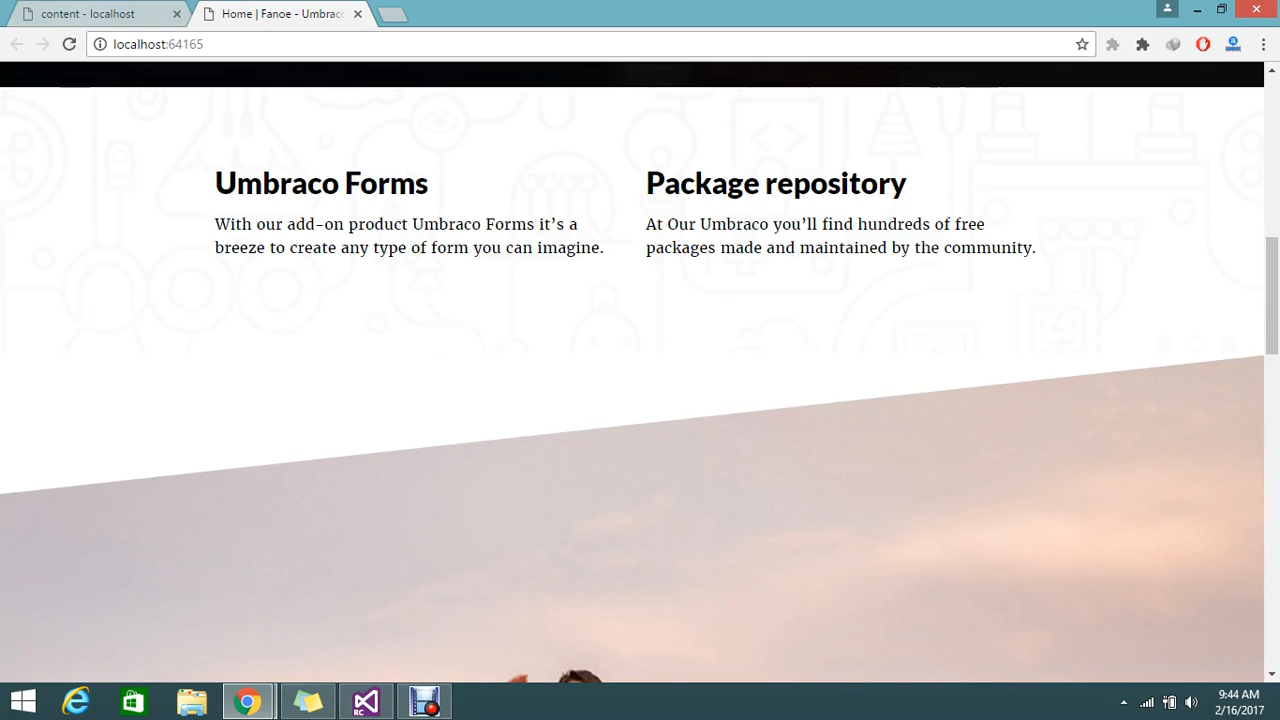 content - localhost
Home | Fanoe - Umbraco
localhost:64165
Umbraco Forms
With our add-on product Umbraco Forms it’s a
breeze to create any type of form you can imagine.
Package repository
At Our Umbraco you’ll find hundreds of free
packages made and maintained by the community.
RC
9:44 AM
2/16/2017